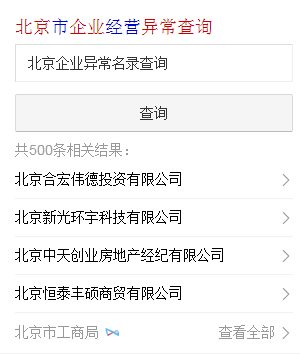 北京市企业经营异常查询
北京企业异常名录查询
查询
共500条相关结果：
北京合宏伟德投资有限公司
北京新光环宇科技有限公司
北京中天创业房地产经纪有限公司
北京恒泰丰硕商贸有限公司
北京市工商局 查看全部